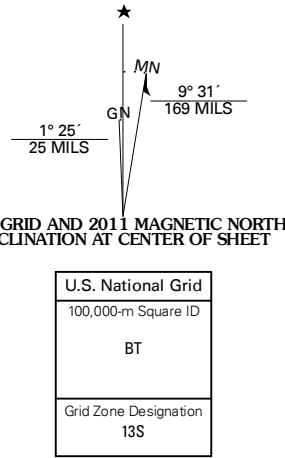 ★
MN
GN
9° 31´
169 MILS
1° 25´
25 MILS
GRID AND 2011 MAGNETIC NORTH
CLINATION AT CENTER OF SHEET
U.S. National Grid
100,000-m Square ID
BT
Grid Zone Designation
13S